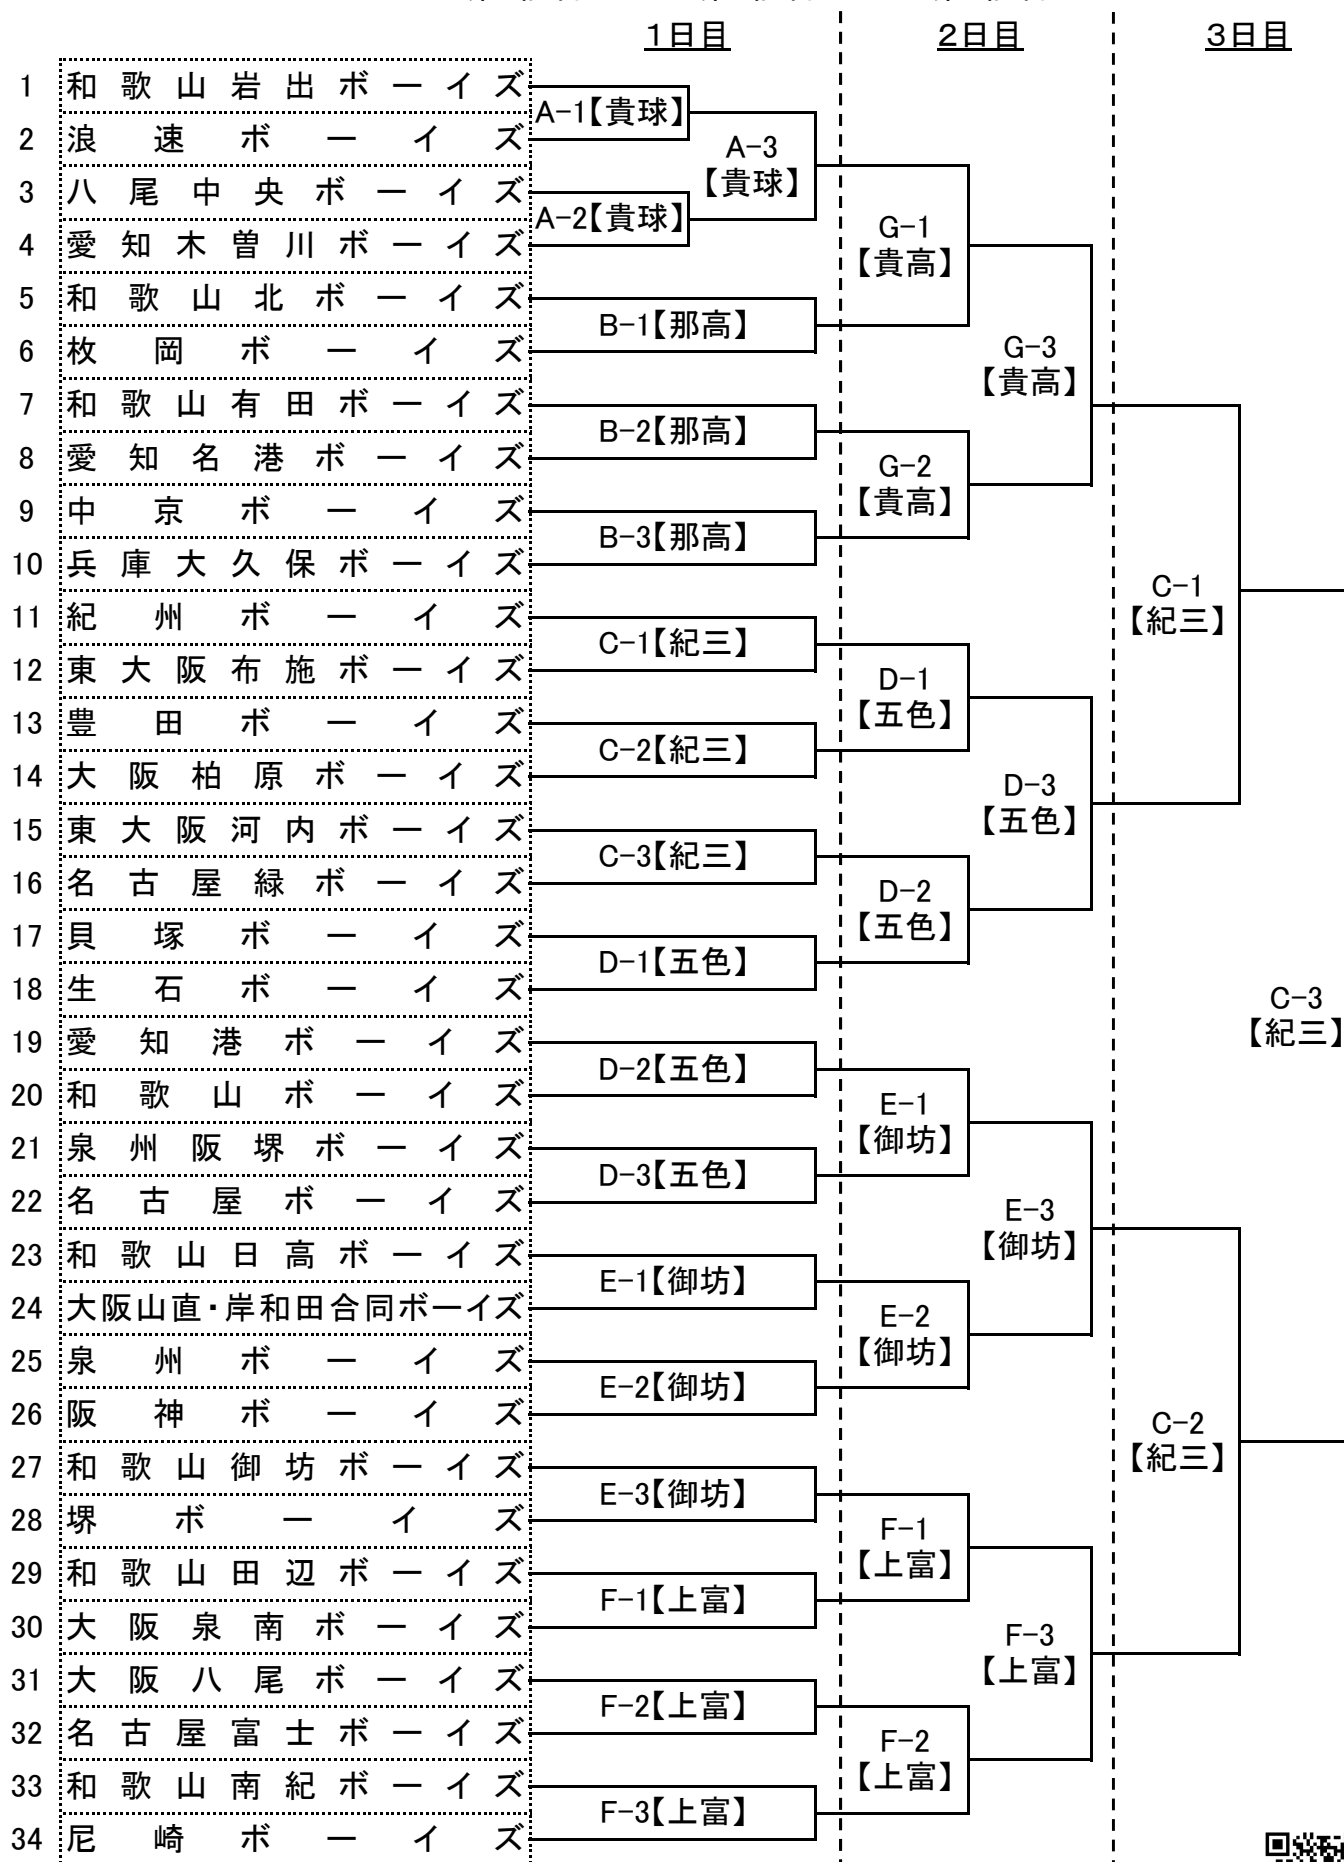 1日目 2日目 3日目
1 和歌山岩出ボーイズ
A-1【貴球】
2 浪速ボーイズ
A-3
【貴球】
3 八尾中央ボーイズ
A-2【貴球】
4 愛知木曽川ボーイズ
G-1
【貴高】
5 和歌山北ボーイズ
B-1【那高】
6 枚岡ボーイズ
G-3
【貴高】
7 和歌山有田ボーイズ
B-2【那高】
8 愛知名港ボーイズ
G-2
【貴高】
9 中京ボーイズ
B-3【那高】
10 兵庫大久保ボーイズ
C-1
【紀三】
11 紀州ボーイズ
C-1【紀三】
12 東大阪布施ボーイズ
D-1
【五色】
13 豊田ボーイズ
C-2【紀三】
14 大阪柏原ボーイズ
D-3
【五色】
15 東大阪河内ボーイズ
C-3【紀三】
16 名古屋緑ボーイズ
D-2
【五色】
17 貝塚ボーイズ
D-1【五色】
18 生石ボーイズ
C-3
【紀三】
19 愛知港ボーイズ
D-2【五色】
20 和歌山ボーイズ
E-1
【御坊】
21 泉州阪堺ボーイズ
D-3【五色】
22 名古屋ボーイズ
E-3
【御坊】
23 和歌山日高ボーイズ
E-1【御坊】
24 大阪山直・岸和田合同ボーイズ
E-2
【御坊】
25 泉州ボーイズ
E-2【御坊】
26 阪神ボーイズ
C-2
【紀三】
27 和歌山御坊ボーイズ
E-3【御坊】
28 堺ボーイズ
F-1
【上富】
29 和歌山田辺ボーイズ
F-1【上富】
30 大阪泉南ボーイズ
F-3
【上富】
31 大阪八尾ボーイズ
F-2【上富】
32 名古屋富士ボーイズ
F-2
【上富】
33 和歌山南紀ボーイズ
F-3【上富】
34 尼崎ボーイズ